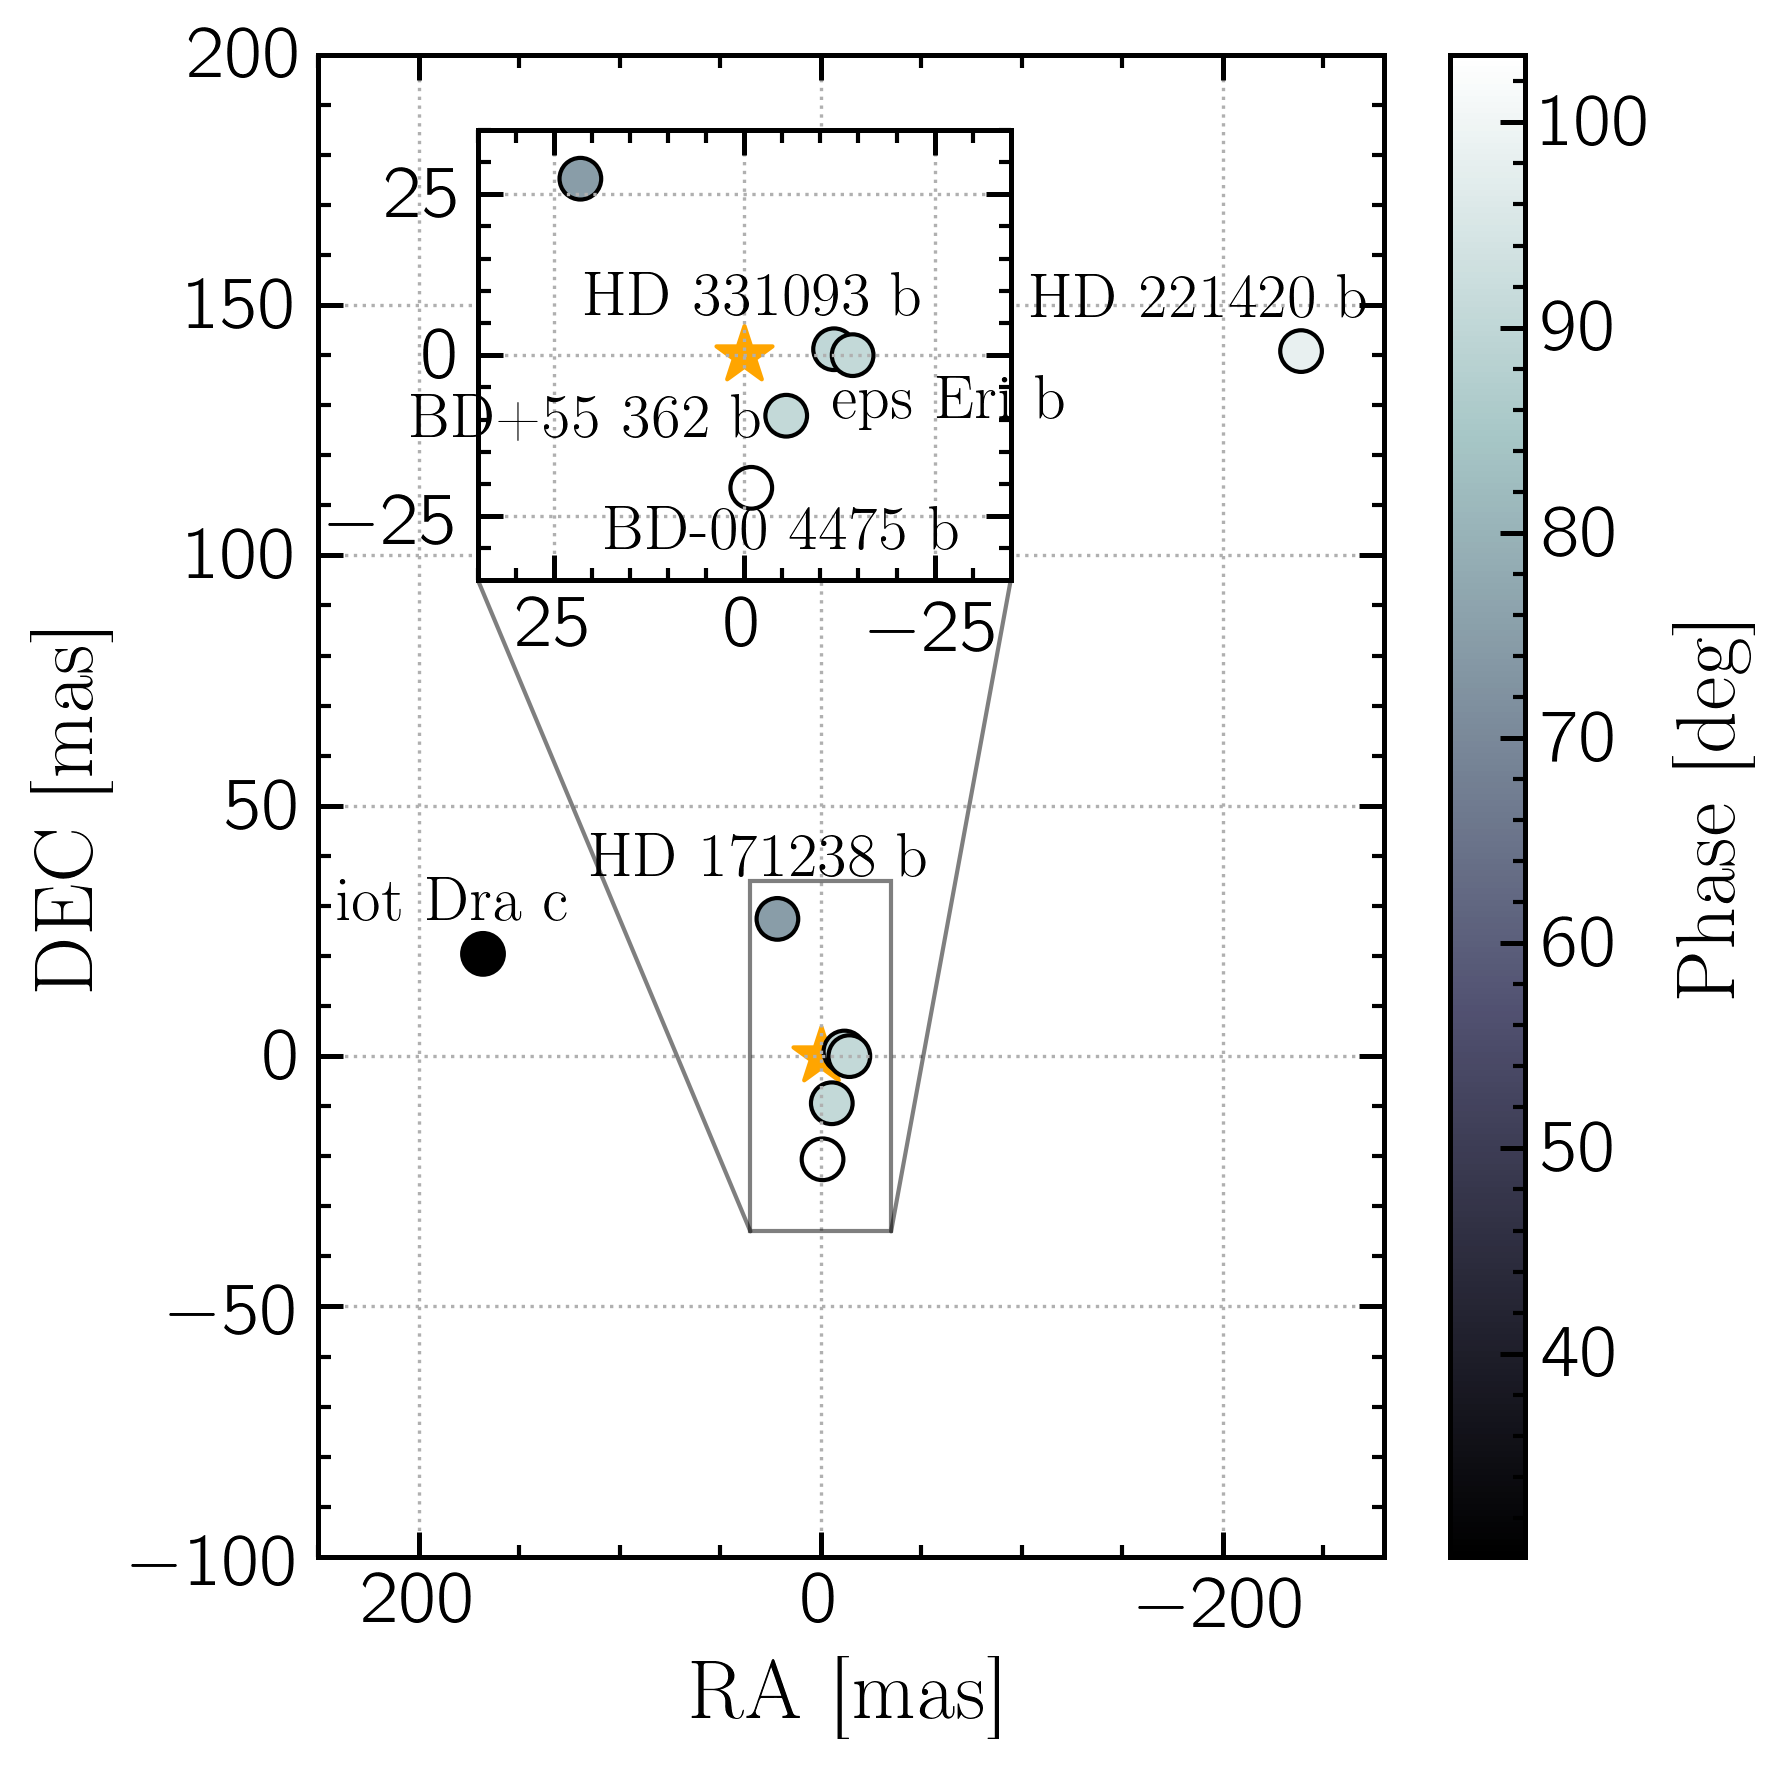 200
150
100
50
0
−50
−100
DEC [mas]
25
0
−25
HD 331093 b
BD+55 362 b
eps Eri b
BD-00 4475 b
25 0 −25
HD 221420 b
HD 171238 b
iot Dra c
200 0 −200
RA [mas]
100
90
80
70
60
50
40
Phase [deg]